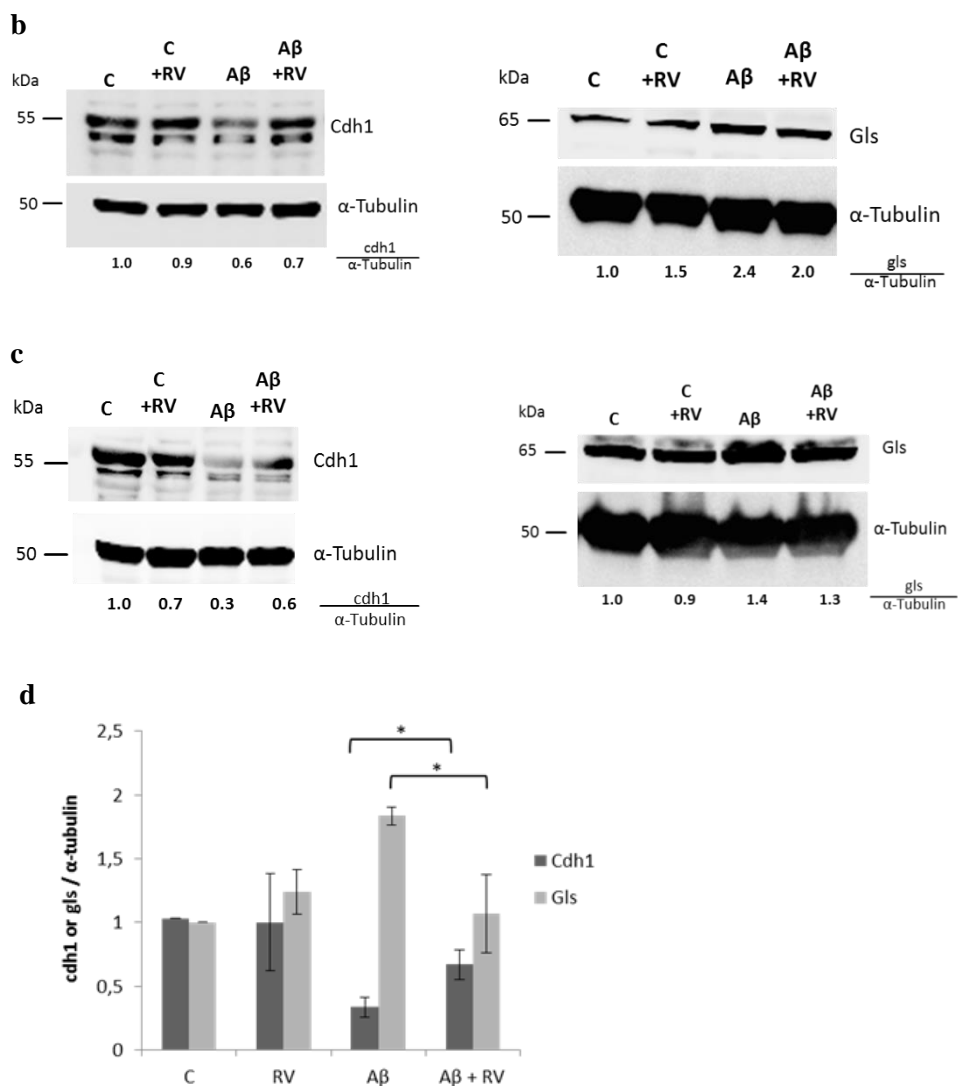 b
kDa C C +RV Aβ Aβ +RV
55 Cdh1
50 α-Tubulin
1.0 0.9 0.6 0.7 cdh1 α-Tubulin
kDa C C +RV Aβ Aβ +RV
65 Gls
50 α-Tubulin
1.0 1.5 2.4 2.0 gls α-Tubulin
c
kDa C C +RV Aβ Aβ +RV
55 Cdh1
50 α-Tubulin
1.0 0.7 0.3 0.6 cdh1 α-Tubulin
kDa C C +RV Aβ Aβ +RV
65 Gls
50 α-Tubulin
1.0 0.9 1.4 1.3 gls α-Tubulin
d
cdh1 or gls / α-tubulin
2,5
2
1,5
1
0,5
0
*
*
Cdh1
Gls
C RV Aβ Aβ + RV